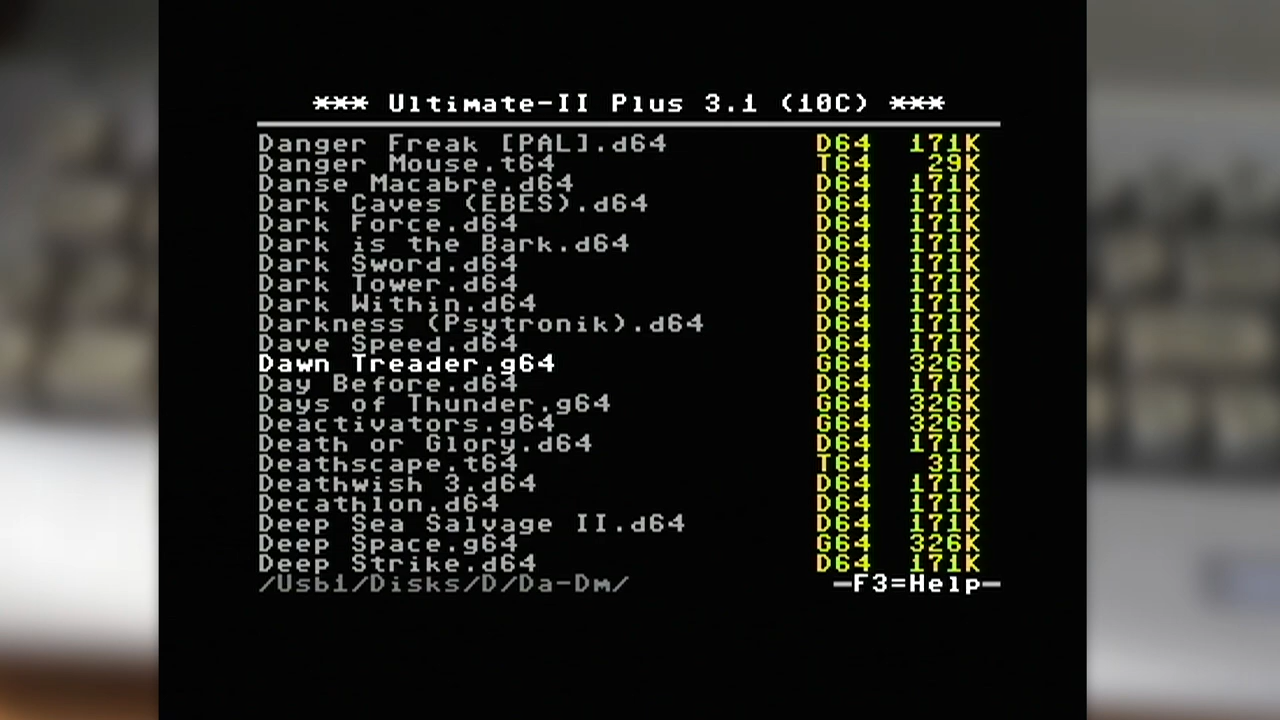 *** Ultimate-II Plus 3.1 (10C) ***
Danger Freak [PAL].d64 D64 171K
Danger Mouse.t64 T64 29K
Danse Macabre.d64 D64 171K
Dark Caves (EBES).d64 D64 171K
Dark Force.d64 D64 171K
Dark is the Bark.d64 D64 171K
Dark Sword.d64 D64 171K
Dark Tower.d64 D64 171K
Dark Within.d64 D64 171K
Darkness (Psytronik).d64 D64 171K
Dave Speed.d64 D64 171K
Dawn Treader.g64 G64 326K
Day Before.d64 D64 171K
Days of Thunder.g64 G64 326K
Deactivators.g64 G64 326K
Death or Glory.d64 D64 171K
Deathscape.t64 T64 31K
Deathwish 3.d64 D64 171K
Decathlon.d64 D64 171K
Deep Sea Salvage II.d64 D64 171K
Deep Space.g64 G64 326K
Deep Strike.d64 D64 171K
/Usb1/Disks/D/Da-Dm/ —F3=Help—